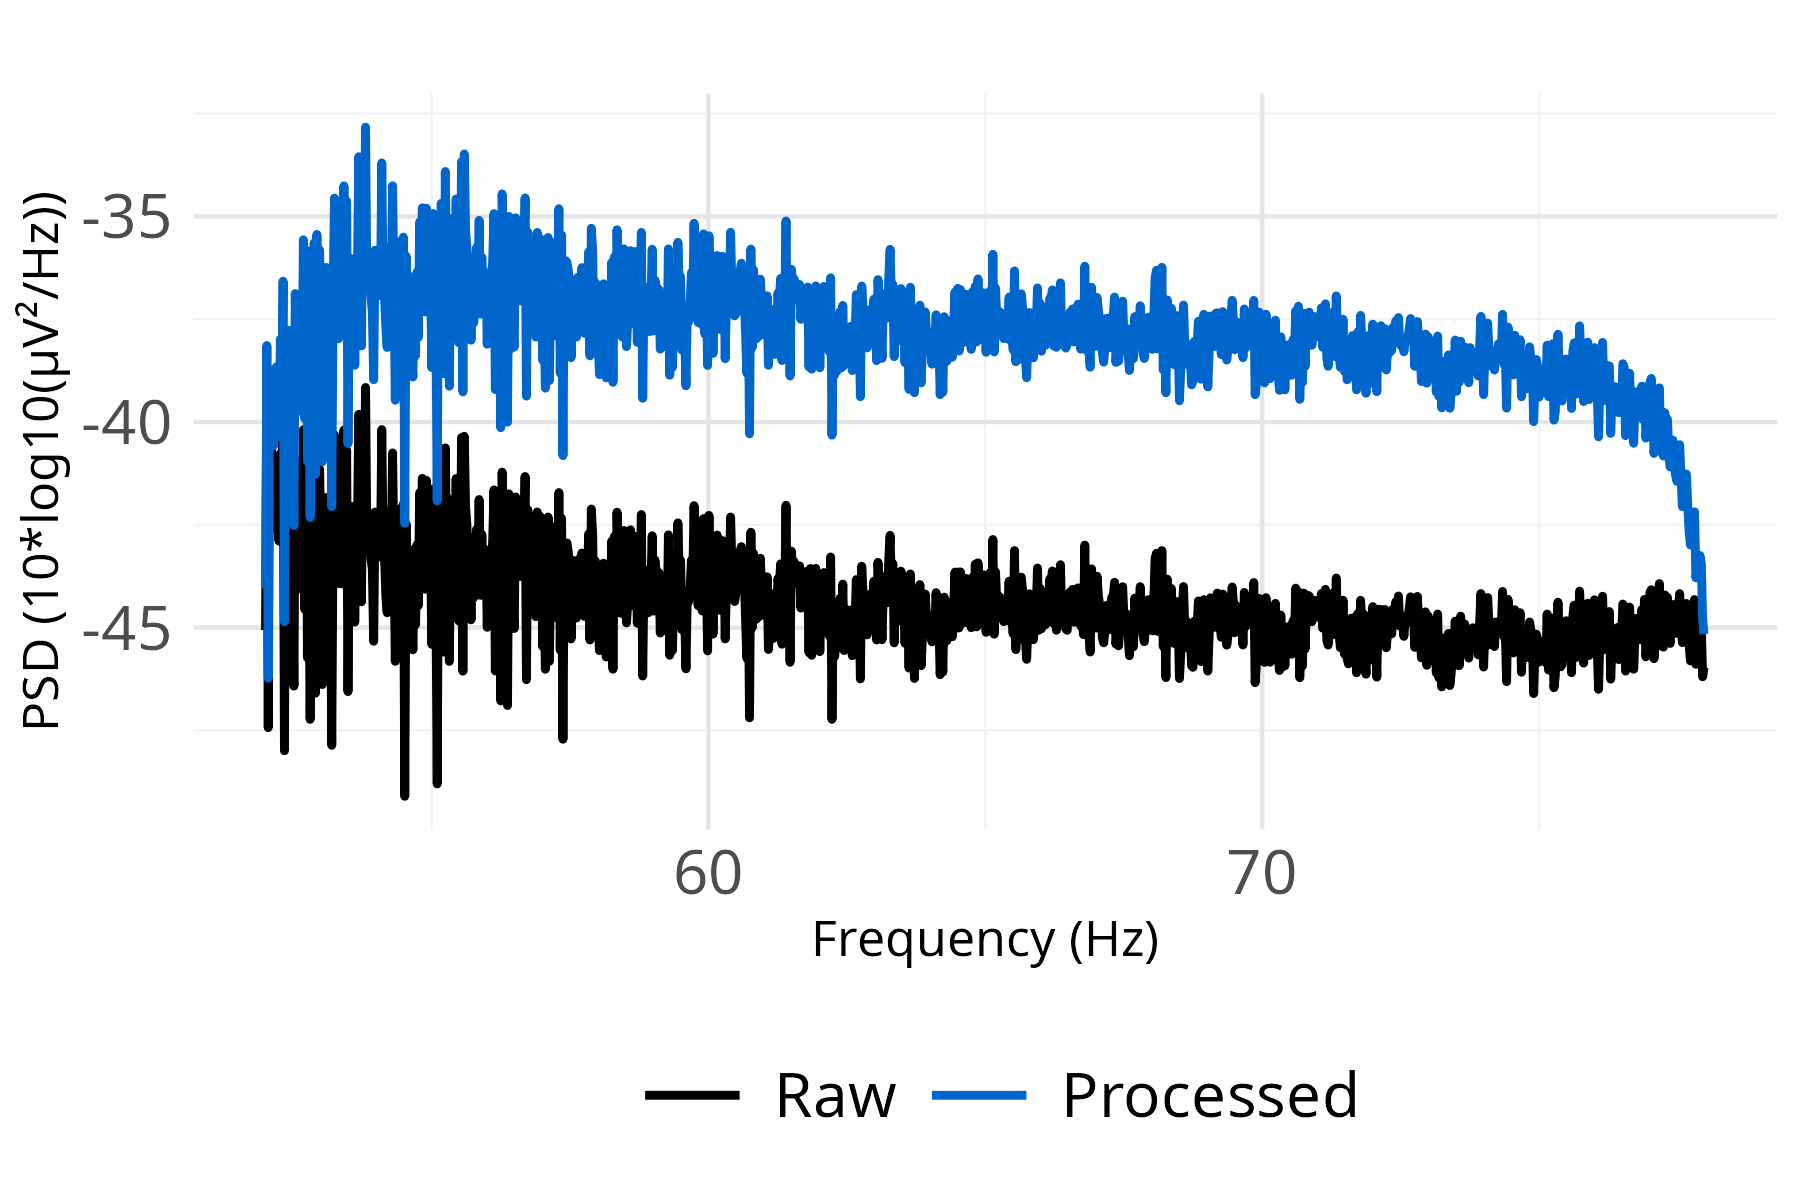 PSD (10*log10(µV²/Hz))
-35
-40
-45
60
70
Frequency (Hz)
Raw
Processed